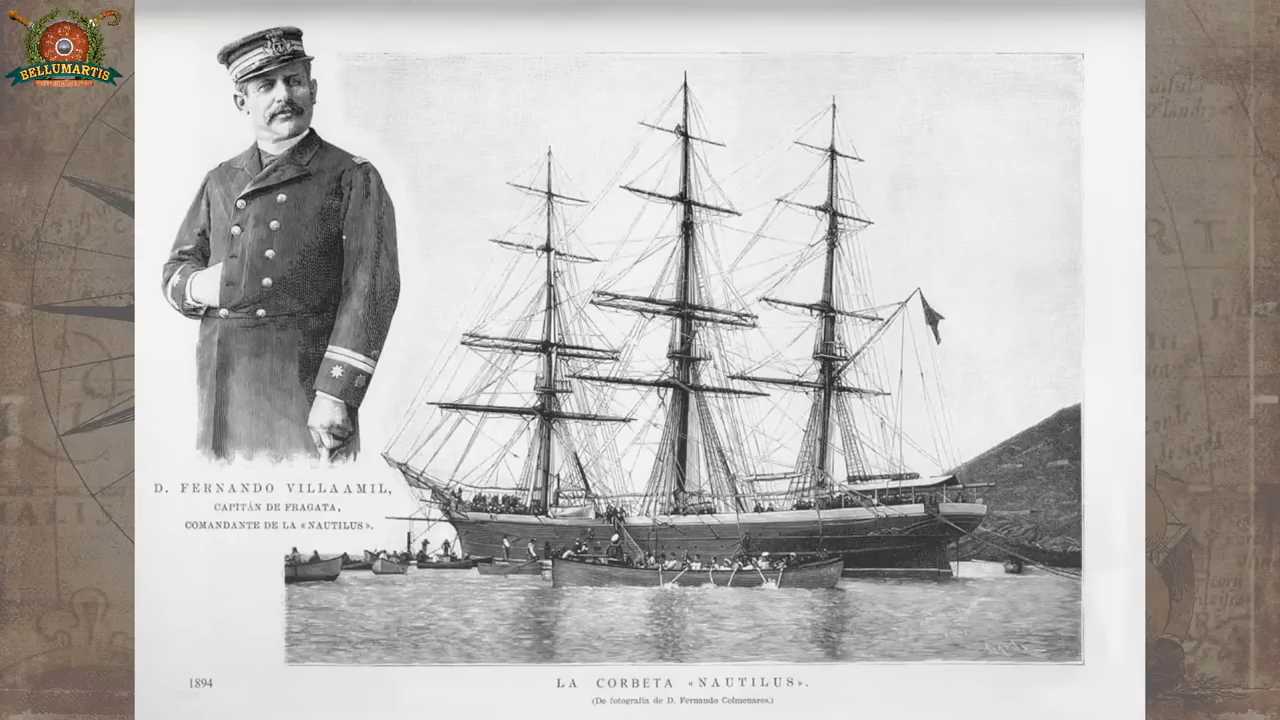 BELLUMARTIS
D. FERNANDO VILLAAMIL,
CAPITÁN DE FRAGATA,
COMANDANTE DE LA «NAUTILUS».
1894
LA CORBETA «NAUTILUS».
(De fotografía de D. Fernando Colmenares.)